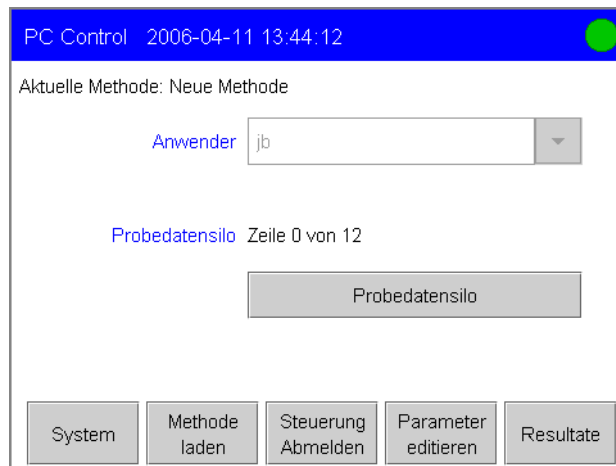 PC Control 2006-04-11 13:44:12
Aktuelle Methode: Neue Methode
Anwender jb
Probedatensilo Zeile 0 von 12
Probedatensilo
System
Methode
laden
Steuerung
Abmelden
Parameter
editieren
Resultate